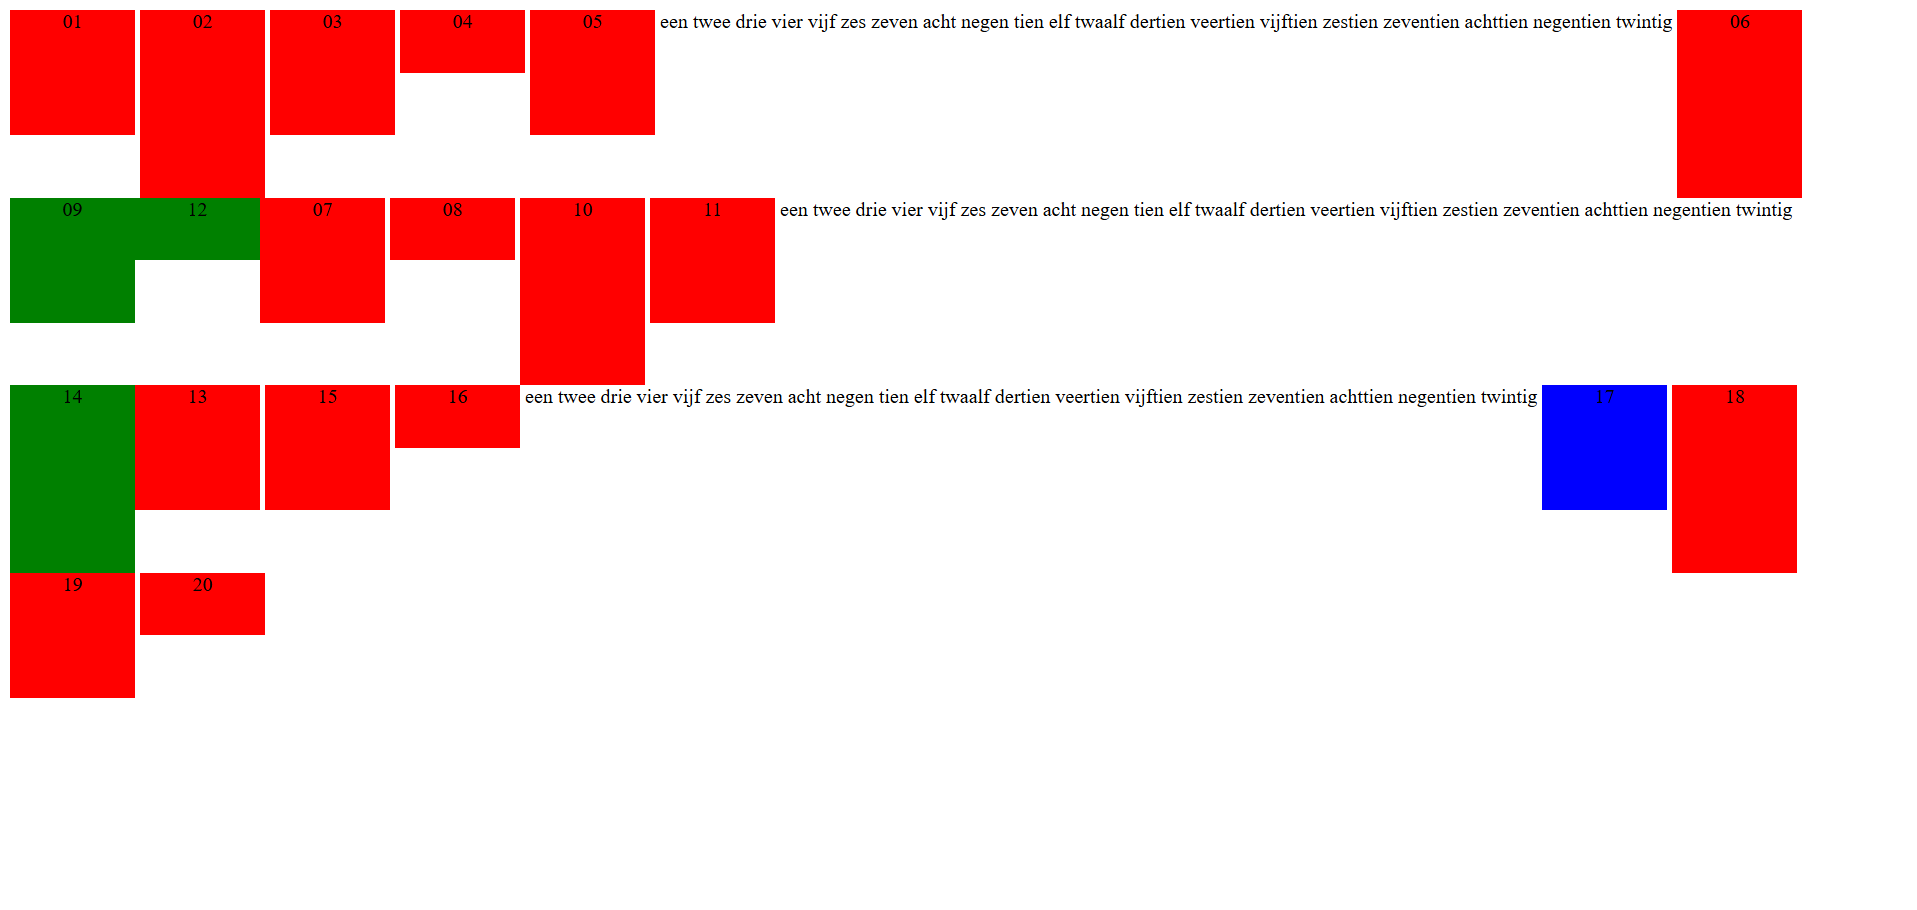 01 02 03 04 05 een twee drie vier vijf zes zeven acht negen tien elf twaalf dertien veertien vijftien zestien zeventien achttien negentien twintig 06
09 12 07 08 10 11 een twee drie vier vijf zes zeven acht negen tien elf twaalf dertien veertien vijftien zestien zeventien achttien negentien twintig
14 13 15 16 een twee drie vier vijf zes zeven acht negen tien elf twaalf dertien veertien vijftien zestien zeventien achttien negentien twintig 17 18
19 20